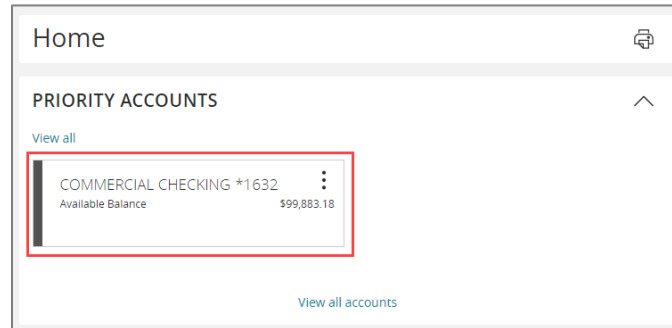 Home
PRIORITY ACCOUNTS
View all
COMMERCIAL CHECKING *1632
Available Balance $99,883.18
View all accounts